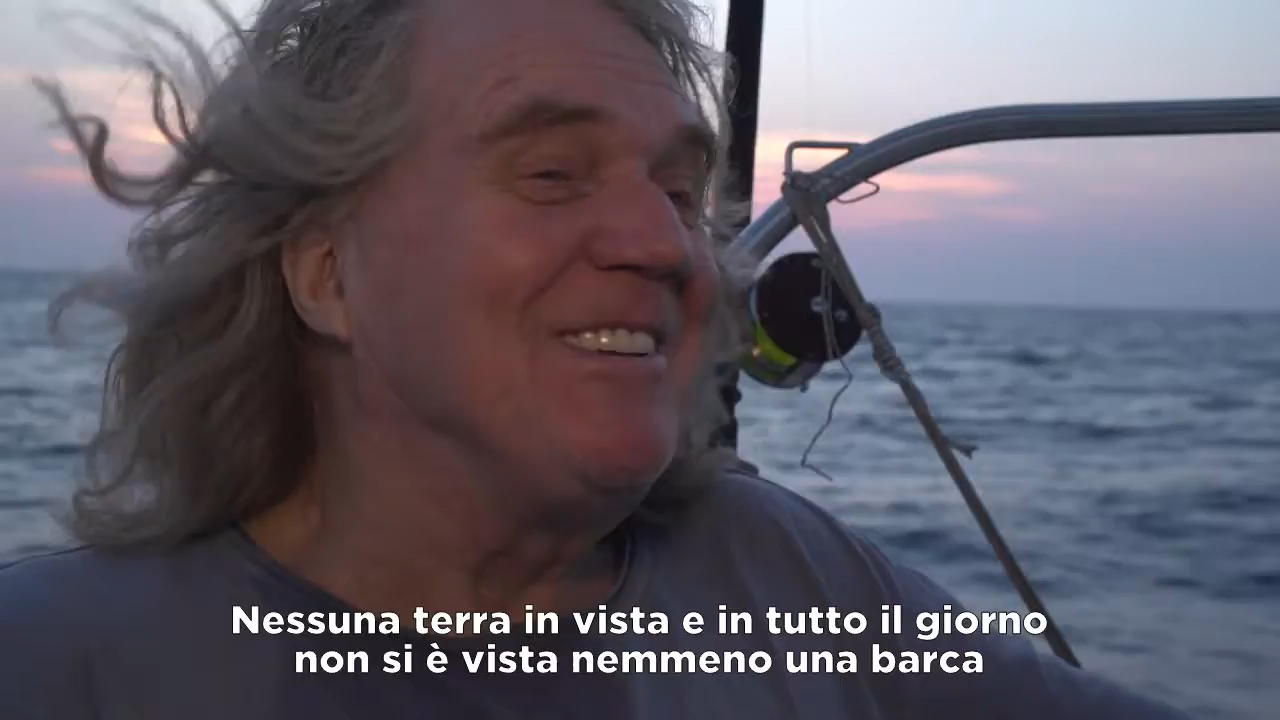 Nessuna terra in vista e in tutto il giorno
non si è vista nemmeno una barca